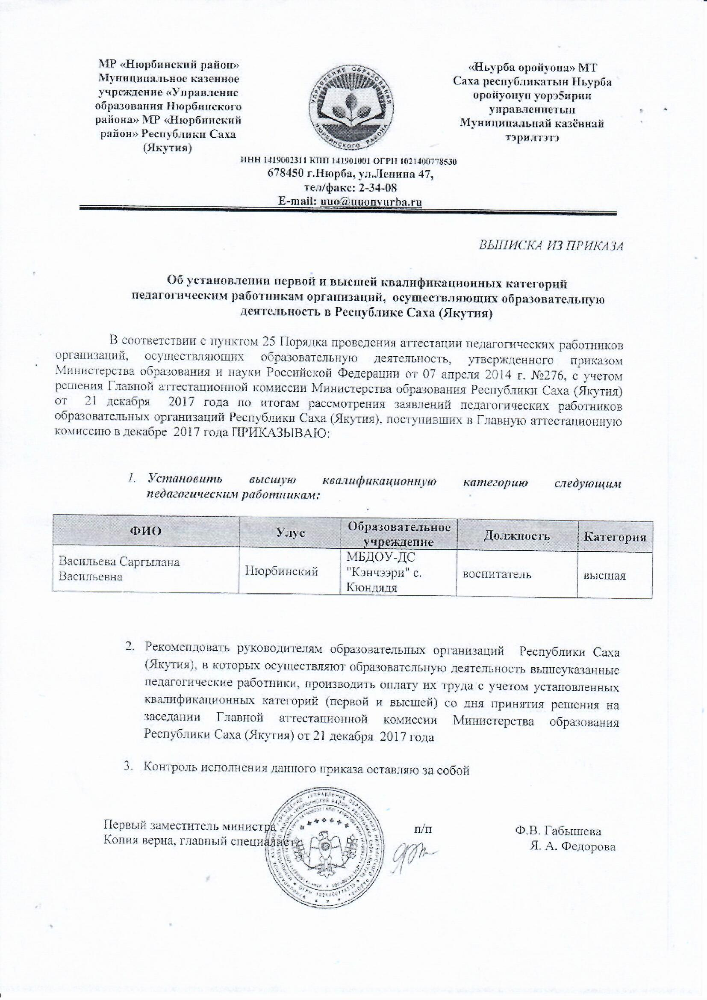 МР «Нюрбинский район»
Муниципальное казенное
учреждение «Управление
образования Нюрбинского
района» МР «Нюрбинский
район» Республики Саха
(Якутия)
УПРАВЛЕНИЕ ОБРАЗОВАНИЯ
НЮРБИНСКОГО РАЙОНА
«Ньурба оройуона» МТ
Саха республикатын Ньурба
оройуонун уорэ5ирии
управлениетын
Муниципальнай казённай
тэрилтэтэ
ИНН 1419002311 КПП 141901001 ОГРН 1021400778530
678450 г.Нюрба, ул.Ленина 47,
тел/факс: 2-34-08
E-mail: uuo@uuonyurba.ru
ВЫПИСКА ИЗ ПРИКАЗА
Об установлении первой и высшей квалификационных категорий
педагогическим работникам организаций, осуществляющих образовательную
деятельность в Республике Саха (Якутия)
В соответствии с пунктом 25 Порядка проведения аттестации педагогических работников
организаций, осуществляющих образовательную деятельность, утвержденного приказом
Министерства образования и науки Российской Федерации от 07 апреля 2014 г. №276, с учетом
решения Главной аттестационной комиссии Министерства образования Республики Саха (Якутия)
от 21 декабря 2017 года по итогам рассмотрения заявлений педагогических работников
образовательных организаций Республики Саха (Якутия), поступивших в Главную аттестационную
комиссию в декабре 2017 года ПРИКАЗЫВАЮ:
1. Установить высшую квалификационную категорию следующим
педагогическим работникам:
ФИО Улус Образовательное учреждение Должность Категория
Васильева Саргылана Васильевна Нюрбинский МБДОУ-ДС "Кэнчээри" с. Кюндядя воспитатель высшая
2. Рекомендовать руководителям образовательных организаций Республики Саха
(Якутия), в которых осуществляют образовательную деятельность вышеуказанные
педагогические работники, производить оплату их труда с учетом установленных
квалификационных категорий (первой и высшей) со дня принятия решения на
заседании Главной аттестационной комиссии Министерства образования
Республики Саха (Якутия) от 21 декабря 2017 года
3. Контроль исполнения данного приказа оставляю за собой
Первый заместитель министра п/п Ф.В. Габышева
Копия верна, главный специалист Я. А. Федорова